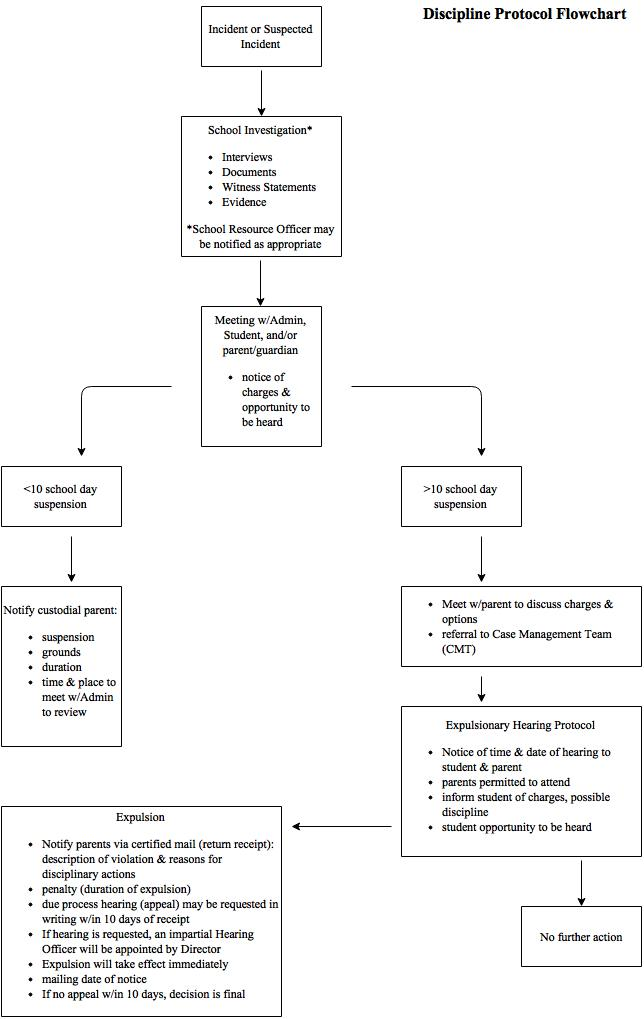 Discipline Protocol Flowchart
Incident or Suspected
Incident
School Investigation*
• Interviews
• Documents
• Witness Statements
• Evidence
*School Resource Officer may
be notified as appropriate
Meeting w/Admin,
Student, and/or
parent/guardian
• notice of
charges &
opportunity to
be heard
<10 school day
suspension
>10 school day
suspension
Notify custodial parent:
• suspension
• grounds
• duration
• time & place to
meet w/Admin
to review
• Meet w/parent to discuss charges &
options
• referral to Case Management Team
(CMT)
Expulsionary Hearing Protocol
• Notice of time & date of hearing to
student & parent
• parents permitted to attend
• inform student of charges, possible
discipline
• student opportunity to be heard
Expulsion
• Notify parents via certified mail (return receipt):
description of violation & reasons for
disciplinary actions
• penalty (duration of expulsion)
• due process hearing (appeal) may be requested in
writing w/in 10 days of receipt
• If hearing is requested, an impartial Hearing
Officer will be appointed by Director
• Expulsion will take effect immediately
• mailing date of notice
• If no appeal w/in 10 days, decision is final
No further action